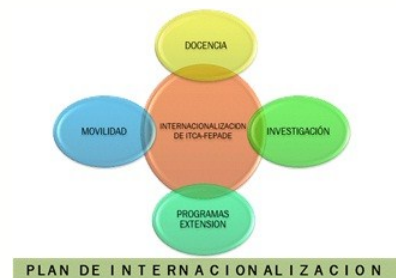 DOCENCIA
MOVILIDAD
INTERNACIONALIZACION
DE ITCA-FEPADE
INVESTIGACIÓN
PROGRAMAS
EXTENSION
PLAN DE INTERNACIONALIZACION